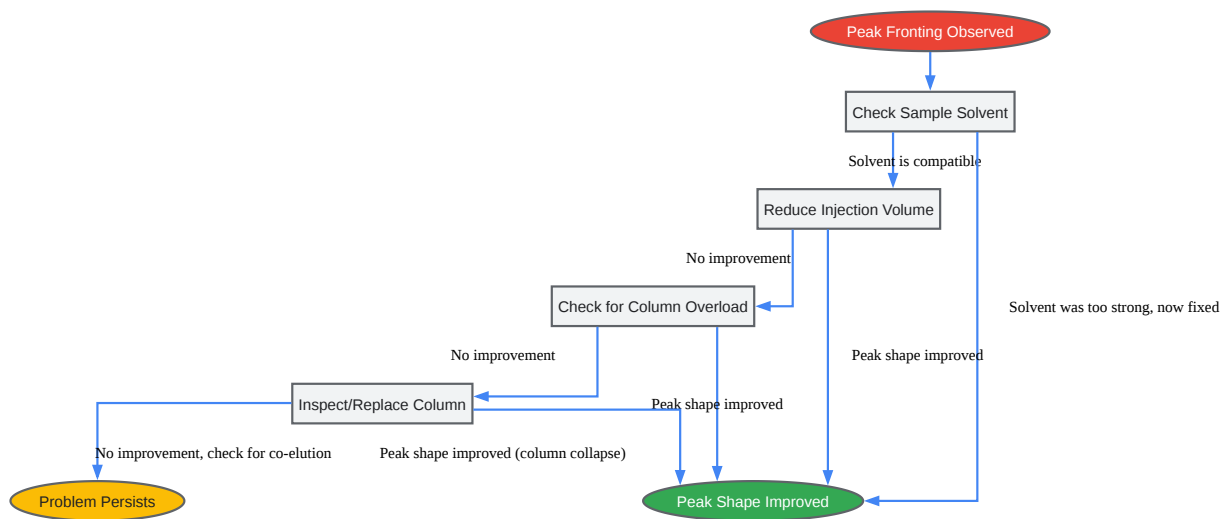 Peak Fronting Observed
Check Sample Solvent
Solvent is compatible
Reduce Injection Volume
No improvement
Check for Column Overload
Solvent was too strong, now fixed
No improvement
Peak shape improved
Inspect/Replace Column
Peak shape improved
No improvement, check for co-elution
Peak shape improved (column collapse)
Problem Persists
Peak Shape Improved